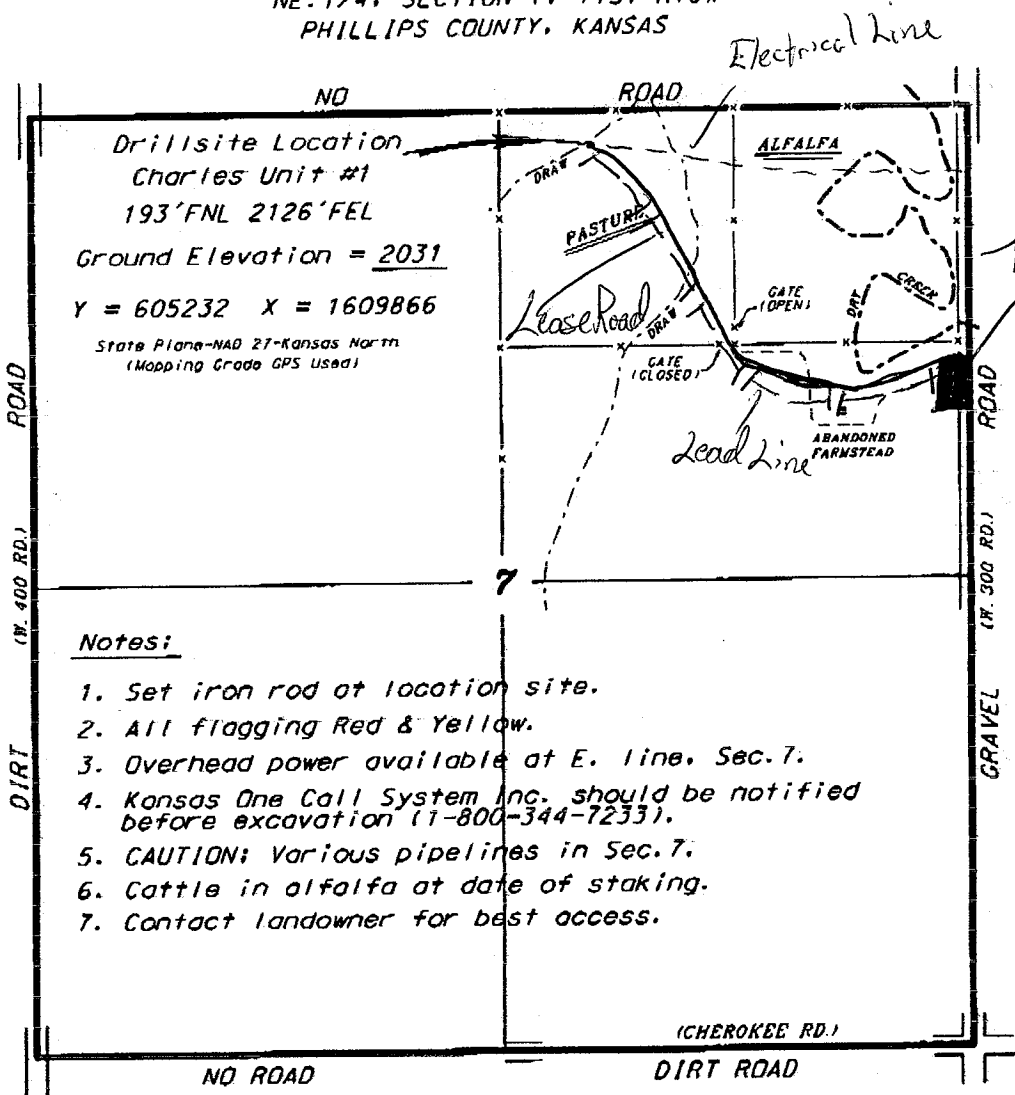 PHILLIPS COUNTY, KANSAS
Electrical Line
NO ROAD
Drillsite Location
Charles Unit #1
193'FNL 2126'FEL
Ground Elevation = 2031
Y = 605232 X = 1609866
State Plane-NAD 27-Kansas North
(Mapping Grade GPS Used)
ALFALFA
DRAW
PASTURE
Lease Road
DRAW
GATE
(OPEN)
DRY CREEK
GATE
(CLOSED)
Lead Line
ABANDONED
FARMSTEAD
ROAD
(W. 400 RD.)
DIRT
ROAD
(W. 300 RD.)
GRAVEL
7
Notes:
1. Set iron rod at location site.
2. All flagging Red & Yellow.
3. Overhead power available at E. line, Sec.7.
4. Kansas One Call System Inc. should be notified
before excavation (1-800-344-7233).
5. CAUTION: Various pipelines in Sec.7.
6. Cattle in alfalfa at date of staking.
7. Contact landowner for best access.
(CHEROKEE RD.)
NO ROAD
DIRT ROAD